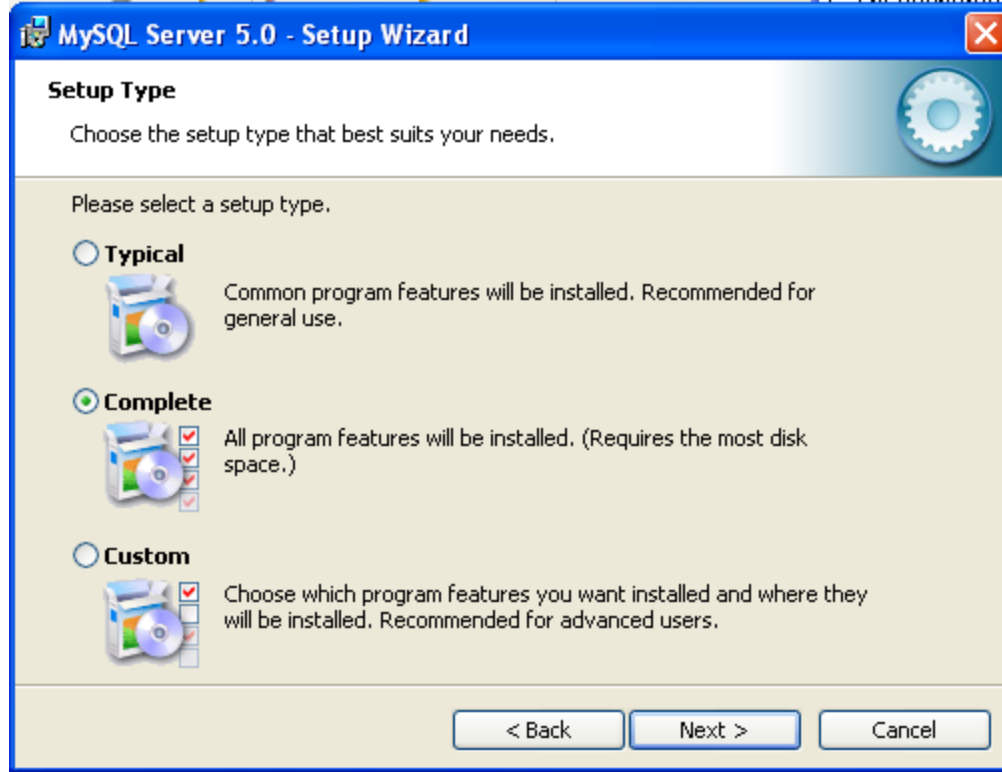 MySQL Server 5.0 - Setup Wizard
Setup Type
Choose the setup type that best suits your needs.
Please select a setup type.
Typical
Common program features will be installed. Recommended for
general use.
Complete
All program features will be installed. (Requires the most disk
space.)
Custom
Choose which program features you want installed and where they
will be installed. Recommended for advanced users.
< Back
Next >
Cancel